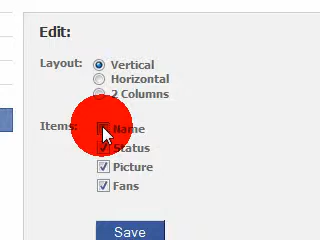 Edit:
Layout: Vertical
Horizontal
2 Columns
Items: Name
Status
Picture
Fans
Save